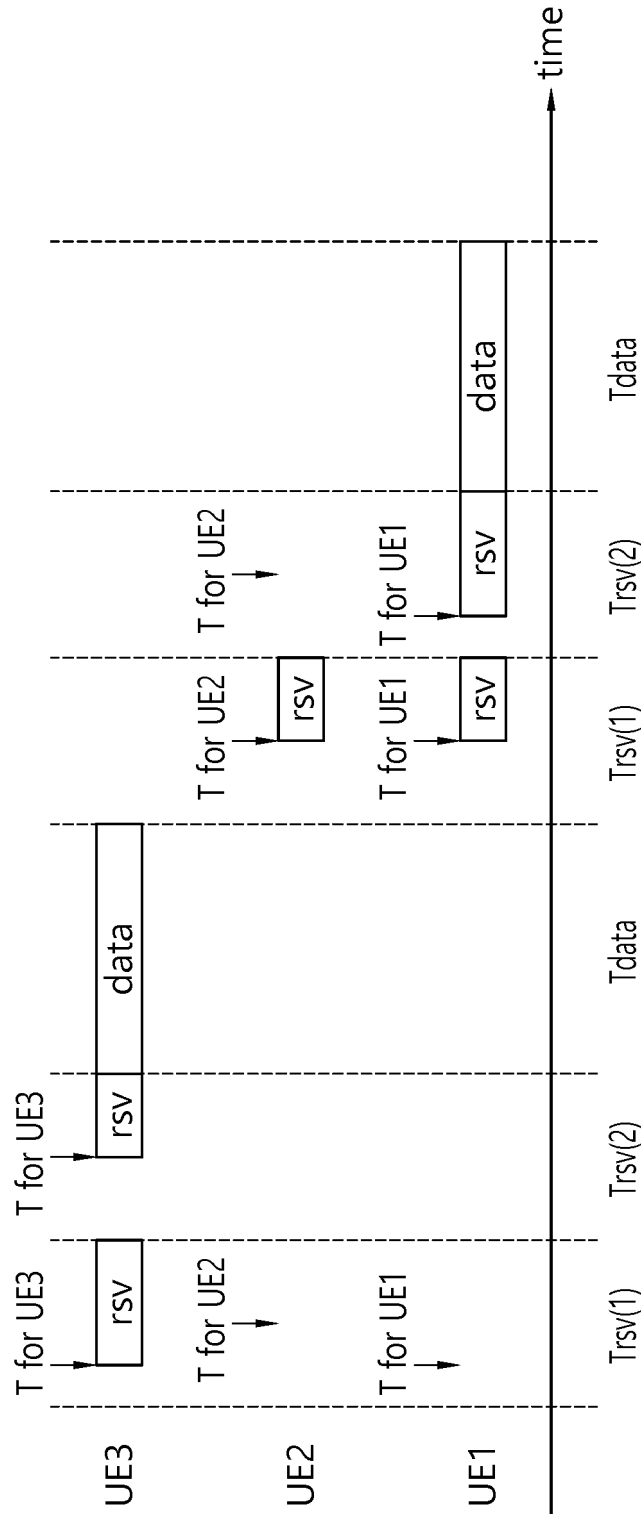 T for UE3
T for UE3
UE3
rsv
rsv
data
T for UE2
T for UE2
T for UE2
UE2
rsv
T for UE1
T for UE1
T for UE1
UE1
rsv
rsv
data
time
Trsv(1)
Trsv(2)
Tdata
Trsv(1)
Trsv(2)
Tdata